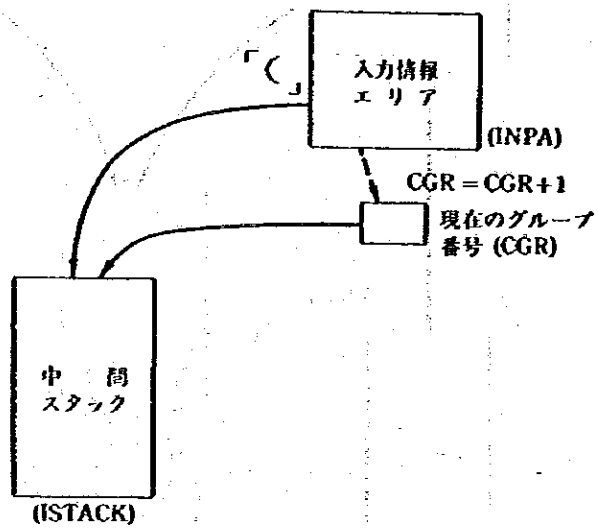 「(」
入力情報
エリア
(INPA)
CGR=CGR+1
現在のグループ
番号(CGR)
中間
スタック
(ISTACK)